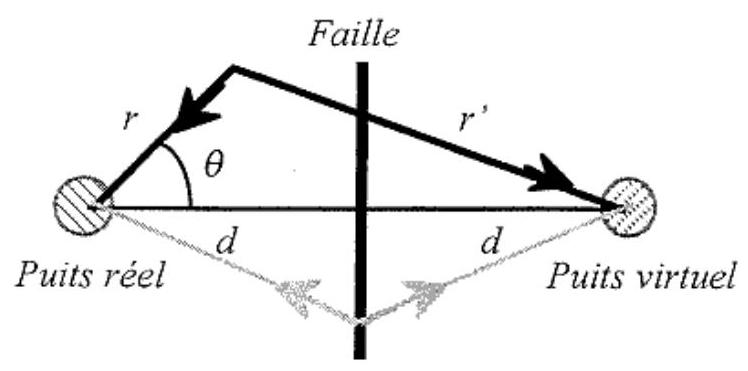 Faille
r
r'
θ
d
d
Puits réel
Puits virtuel